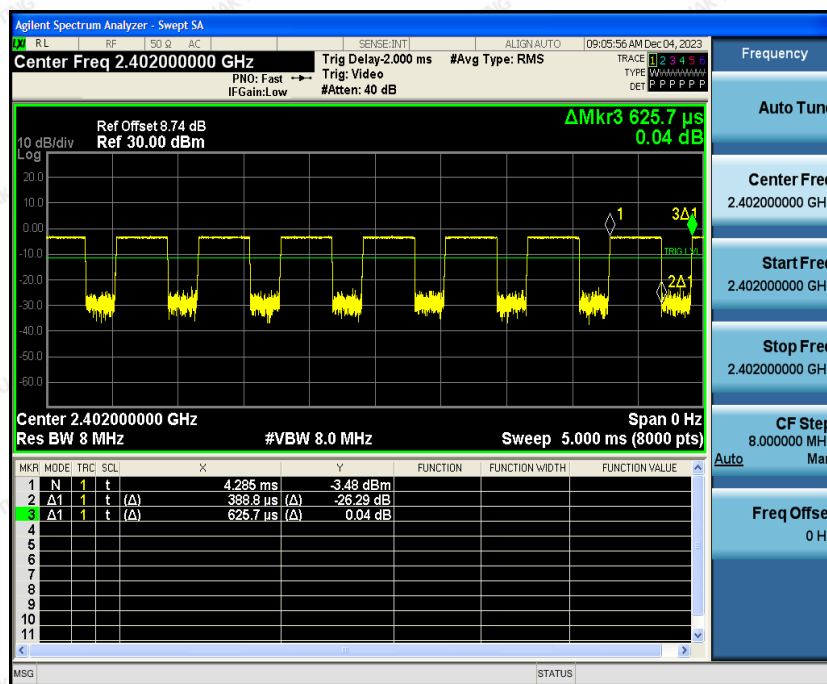 Agilent Spectrum Analyzer - Swept SA
LXI RL RF 50 Ω AC SENSE:INT ALIGN AUTO 09:05:56 AM Dec 04, 2023
Center Freq 2.402000000 GHz
PNO: Fast
IFGain:Low
Trig Delay-2.000 ms
Trig: Video
#Atten: 40 dB
#Avg Type: RMS
TRACE 1 2 3 4 5 6
TYPE
DET P P P P P P
10 dB/div
Log
Ref Offset 8.74 dB
Ref 30.00 dBm
ΔMkr3 625.7 µs
0.04 dB
20.0
10.0
0.00
-10.0
-20.0
-30.0
-40.0
-50.0
-60.0
1
3Δ1
TRIG LVL
2Δ1
Center 2.402000000 GHz
Span 0 Hz
Res BW 8 MHz
#VBW 8.0 MHz
Sweep 5.000 ms (8000 pts)
MKR MODE TRC SCL X Y FUNCTION FUNCTION WIDTH FUNCTION VALUE
1 N 1 t 4.285 ms -3.48 dBm
2 Δ1 1 t (Δ) 388.8 µs (Δ) -26.29 dB
3 Δ1 1 t (Δ) 625.7 µs (Δ) 0.04 dB
4
5
6
7
8
9
10
11
MSG
STATUS
Frequency
Auto Tun
Center Fre
2.402000000 GH
Start Fre
2.402000000 GH
Stop Fre
2.402000000 GH
CF Step
8.000000 MH
Auto Ma
Freq Offse
0 H